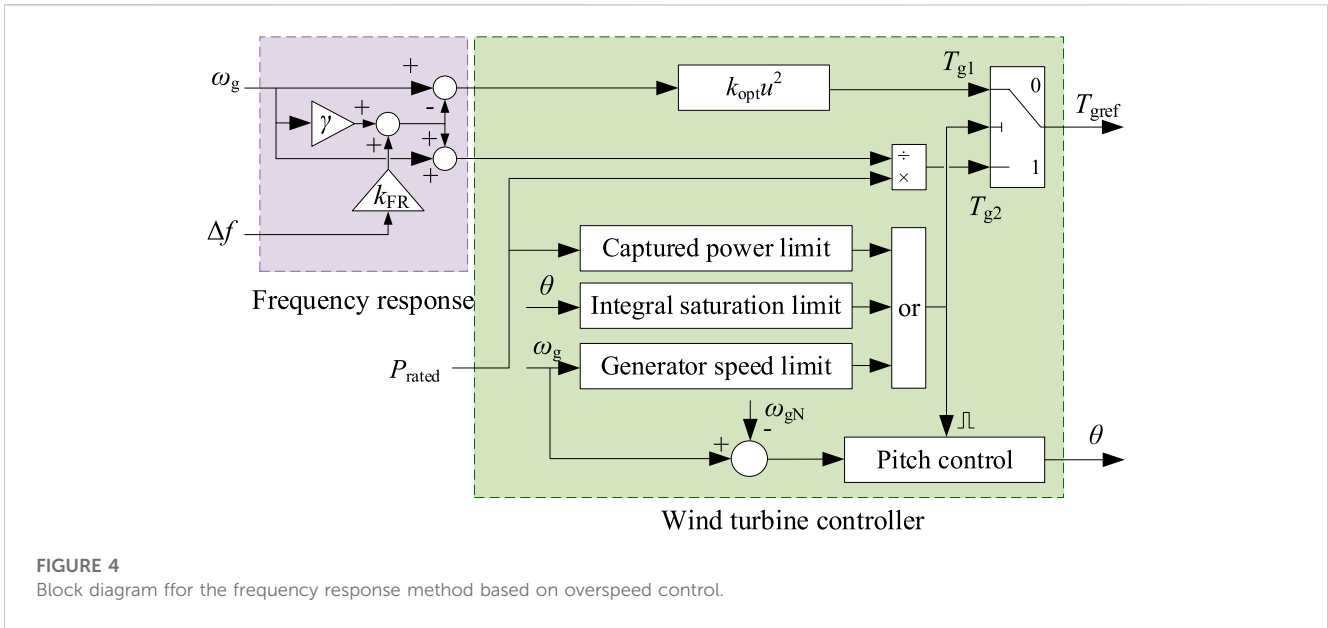 ωg
+
-
γ
+
+
+
+
kFR
Δf
Frequency response
koptu²
Tg1
0
Tgref
÷
×
1
Tg2
Captured power limit
θ
Integral saturation limit
or
ωg
Generator speed limit
Prated
ωgN
-
+
Pitch control
θ
Wind turbine controller
FIGURE 4
Block diagram ffor the frequency response method based on overspeed control.